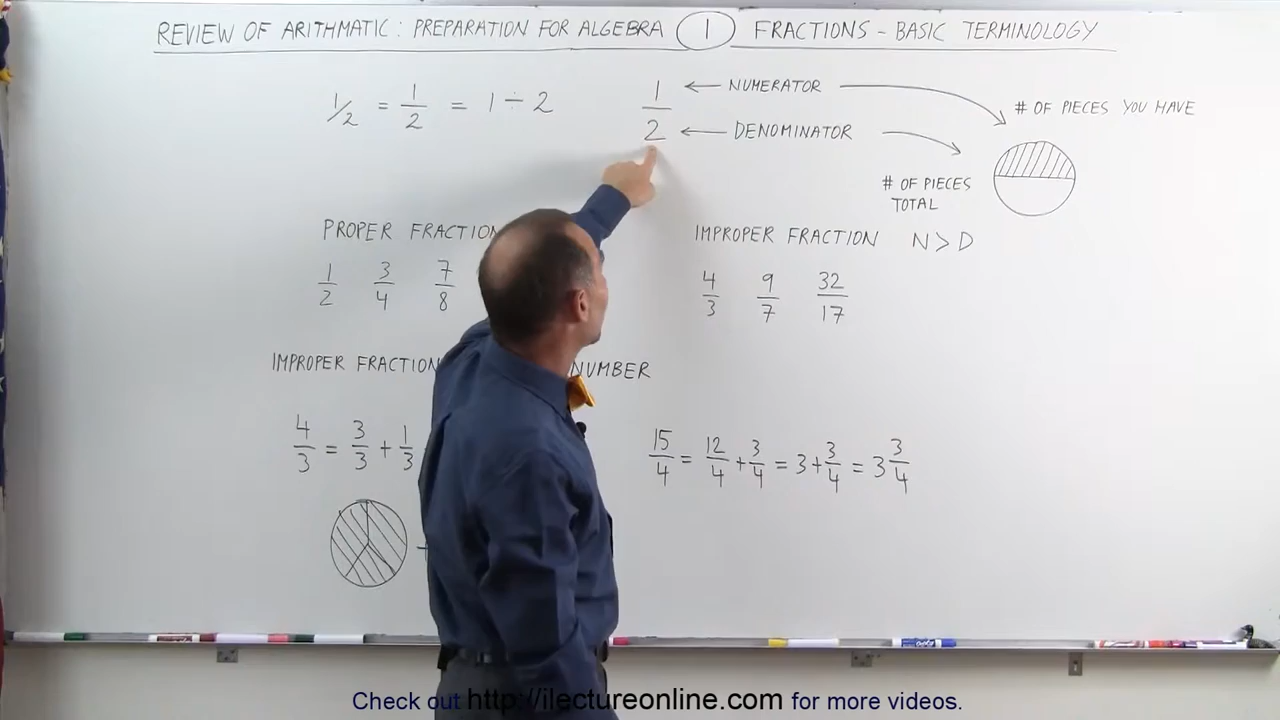 REVIEW OF ARITHMATIC: PREPARATION FOR ALGEBRA 1 FRACTIONS - BASIC TERMINOLOGY
1/2 = 1/2 = 1 ÷ 2
1/2 ← NUMERATOR → # OF PIECES YOU HAVE
← DENOMINATOR → # OF PIECES TOTAL
PROPER FRACTION
1/2 3/4 7/8
IMPROPER FRACTION N > D
4/3 9/7 32/17
IMPROPER FRACTION NUMBER
4/3 = 3/3 + 1/3
15/4 = 12/4 + 3/4 = 3 + 3/4 = 3 3/4
Check out http://ilectureonline.com for more videos.